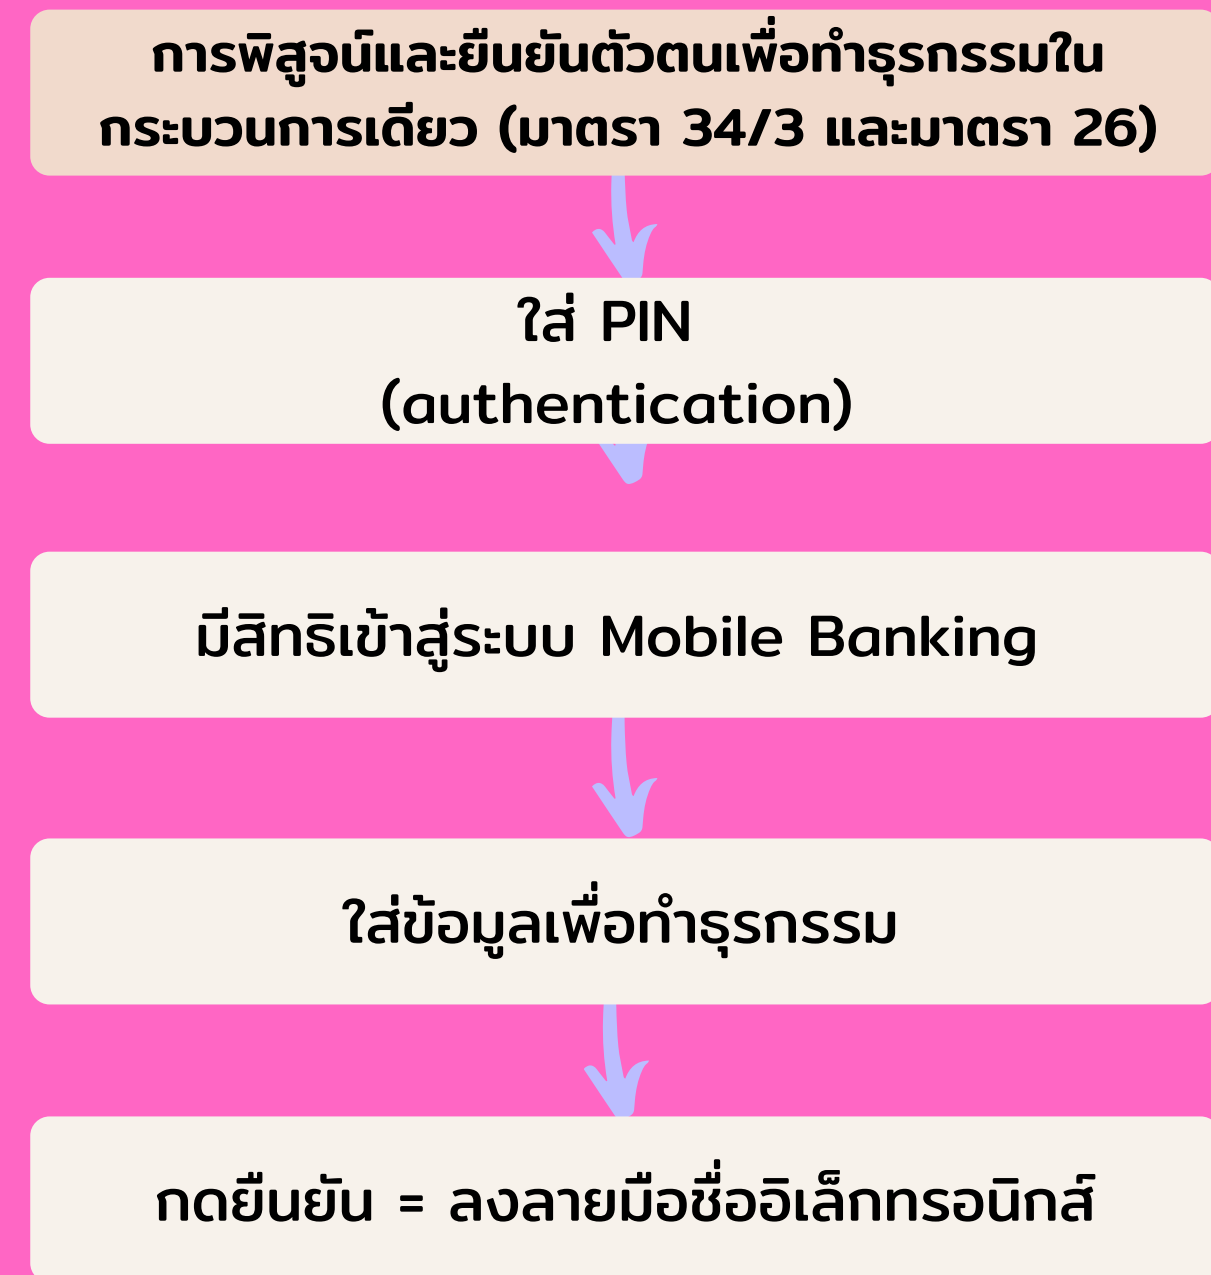 การพิสูจน์และยืนยันตัวตนเพื่อทำธุรกรรมใน
กระบวนการเดียว (มาตรา 34/3 และมาตรา 26)
ใส่ PIN
(authentication)
มีสิทธิเข้าสู่ระบบ Mobile Banking
ใส่ข้อมูลเพื่อทำธุรกรรม
กดยืนยัน = ลงลายมือชื่ออิเล็กทรอนิกส์